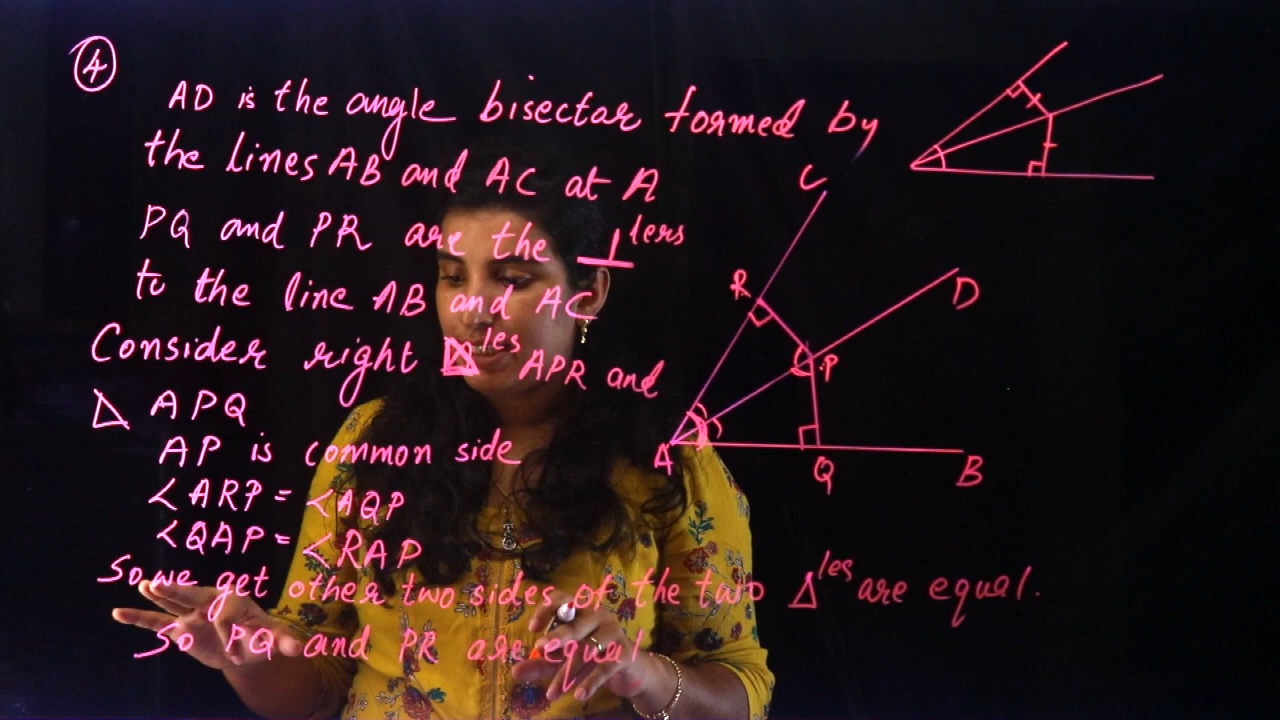 4
AD is the angle bisectar formed by
the lines AB and AC at A
PQ and PR are the ⊥lers
to the line AB and AC
Consider right △les APR and
△ APQ
AP is common side
<ARP = <AQP
<QAP = <RAP
So we get other two sides of the two △les are equal.
So PQ and PR are equal.
C
R
D
P
A
Q
B